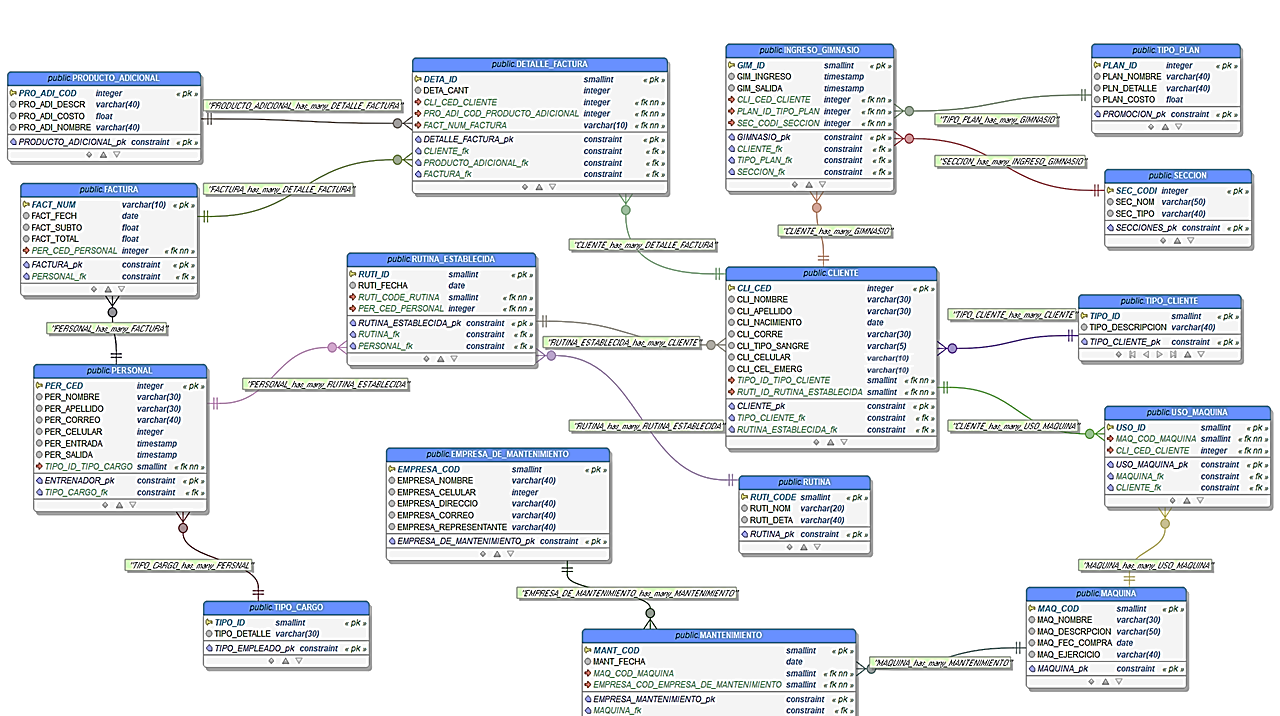 public.PRODUCTO_ADICIONAL
PRO_ADI_COD integer « pk »
PRO_ADI_DESCR varchar(40)
PRO_ADI_COSTO float
PRO_ADI_NOMBRE varchar(40)
PRODUCTO_ADICIONAL_pk constraint « pk »
"PRODUCTO_ADICIONAL_has_many_DETALLE_FACTURA"
public.DETALLE_FACTURA
DETA_ID smallint « pk »
DETA_CANT integer
CLI_CED_CLIENTE integer « fk nn »
PRO_ADI_COD_PRODUCTO_ADICIONAL integer « fk nn »
FACT_NUM_FACTURA varchar(10) « fk nn »
DETALLE_FACTURA_pk constraint « pk »
CLIENTE_fk constraint « fk »
PRODUCTO_ADICIONAL_fk constraint « fk »
FACTURA_fk constraint « fk »
public.INGRESO_GIMNASIO
GIM_ID smallint « pk »
GIM_INGRESO timestamp
GIM_SALIDA timestamp
CLI_CED_CLIENTE integer « fk nn »
PLAN_ID_TIPO_PLAN integer « fk nn »
SEC_CODI_SECCION integer « fk nn »
GIMNASIO_pk constraint « pk »
CLIENTE_fk constraint « fk »
TIPO_PLAN_fk constraint « fk »
SECCION_fk constraint « fk »
public.TIPO_PLAN
PLAN_ID integer « pk »
PLAN_NOMBRE varchar(40)
PLN_DETALLE varchar(40)
PLAN_COSTO float
PROMOCION_pk constraint « pk »
"TIPO_PLAN_has_many_GIMNASIO"
"SECCION_has_many_INGRESO_GIMNASIO"
public.SECCION
SEC_CODI integer « pk »
SEC_NOM varchar(50)
SEC_TIPO varchar(40)
SECCIONES_pk constraint « pk »
public.FACTURA
FACT_NUM varchar(10) « pk »
FACT_FECH date
FACT_SUBTO float
FACT_TOTAL float
PER_CED_PERSONAL integer « fk nn »
FACTURA_pk constraint « pk »
PERSONAL_fk constraint « fk »
"FACTURA_has_many_DETALLE_FACTURA"
"CLIENTE_has_many_DETALLE_FACTURA"
"CLIENTE_has_many_GIMNASIO"
public.RUTINA_ESTABLECIDA
RUTI_ID smallint « pk »
RUTI_FECHA date
RUTI_CODE_RUTINA smallint « fk nn »
PER_CED_PERSONAL integer « fk nn »
RUTINA_ESTABLECIDA_pk constraint « pk »
RUTINA_fk constraint « fk »
PERSONAL_fk constraint « fk »
"RUTINA_ESTABLECIDA_has_many_CLIENTE"
public.CLIENTE
CLI_CED integer « pk »
CLI_NOMBRE varchar(30)
CLI_APELLIDO varchar(30)
CLI_NACIMIENTO date
CLI_CORRE varchar(30)
CLI_TIPO_SANGRE varchar(5)
CLI_CELULAR varchar(10)
CLI_CEL_EMERG varchar(10)
TIPO_ID_TIPO_CLIENTE smallint « fk nn »
RUTI_ID_RUTINA_ESTABLECIDA smallint « fk nn »
CLIENTE_pk constraint « pk »
TIPO_CLIENTE_fk constraint « fk »
RUTINA_ESTABLECIDA_fk constraint « fk »
"TIPO_CLIENTE_has_many_CLIENTE"
public.TIPO_CLIENTE
TIPO_ID smallint « pk »
TIPO_DESCRIPCION varchar(40)
TIPO_CLIENTE_pk constraint « pk »
"PERSONAL_has_many_FACTURA"
public.PERSONAL
PER_CED integer « pk »
PER_NOMBRE varchar(30)
PER_APELLIDO varchar(30)
PER_CORREO varchar(40)
PER_CELULAR integer
PER_ENTRADA timestamp
PER_SALIDA timestamp
TIPO_ID_TIPO_CARGO smallint « fk nn »
ENTRENADOR_pk constraint « pk »
TIPO_CARGO_fk constraint « fk »
"PERSONAL_has_many_RUTINA_ESTABLECIDA"
"RUTINA_has_many_RUTINA_ESTABLECIDA"
"CLIENTE_has_many_USO_MAQUINA"
public.USO_MAQUINA
USO_ID smallint « pk »
MAQ_COD_MAQUINA smallint « fk nn »
CLI_CED_CLIENTE integer « fk nn »
USO_MAQUINA_pk constraint « pk »
MAQUINA_fk constraint « fk »
CLIENTE_fk constraint « fk »
public.EMPRESA_DE_MANTENIMIENTO
EMPRESA_COD smallint « pk »
EMPRESA_NOMBRE varchar(40)
EMPRESA_CELULAR integer
EMPRESA_DIRECCIO varchar(40)
EMPRESA_CORREO varchar(40)
EMPRESA_REPRESENTANTE varchar(40)
EMPRESA_DE_MANTENIMIENTO_pk constraint « pk »
public.RUTINA
RUTI_CODE smallint « pk »
RUTI_NOM varchar(20)
RUTI_DETA varchar(40)
RUTINA_pk constraint « pk »
"TIPO_CARGO_has_many_PERSNAL"
public.TIPO_CARGO
TIPO_ID smallint « pk »
TIPO_DETALLE varchar(30)
TIPO_EMPLEADO_pk constraint « pk »
"EMPRESA_DE_MANTENIMIENTO_has_many_MANTENIMIENTO"
"MAQUINA_has_many_USO_MAQUINA"
public.MAQUINA
MAQ_COD smallint « pk »
MAQ_NOMBRE varchar(30)
MAQ_DESCRPCION varchar(50)
MAQ_FEC_COMPRA date
MAQ_EJERCICIO varchar(40)
MAQUINA_pk constraint « pk »
public.MANTENIMIENTO
MANT_COD smallint « pk »
MANT_FECHA date
MAQ_COD_MAQUINA smallint « fk nn »
EMPRESA_COD_EMPRESA_DE_MANTENIMIENTO smallint « fk nn »
EMPRESA_MANTENIMIENTO_pk constraint « pk »
MAQUINA_fk constraint « fk »
"MAQUINA_has_many_MANTENIMIENTO"